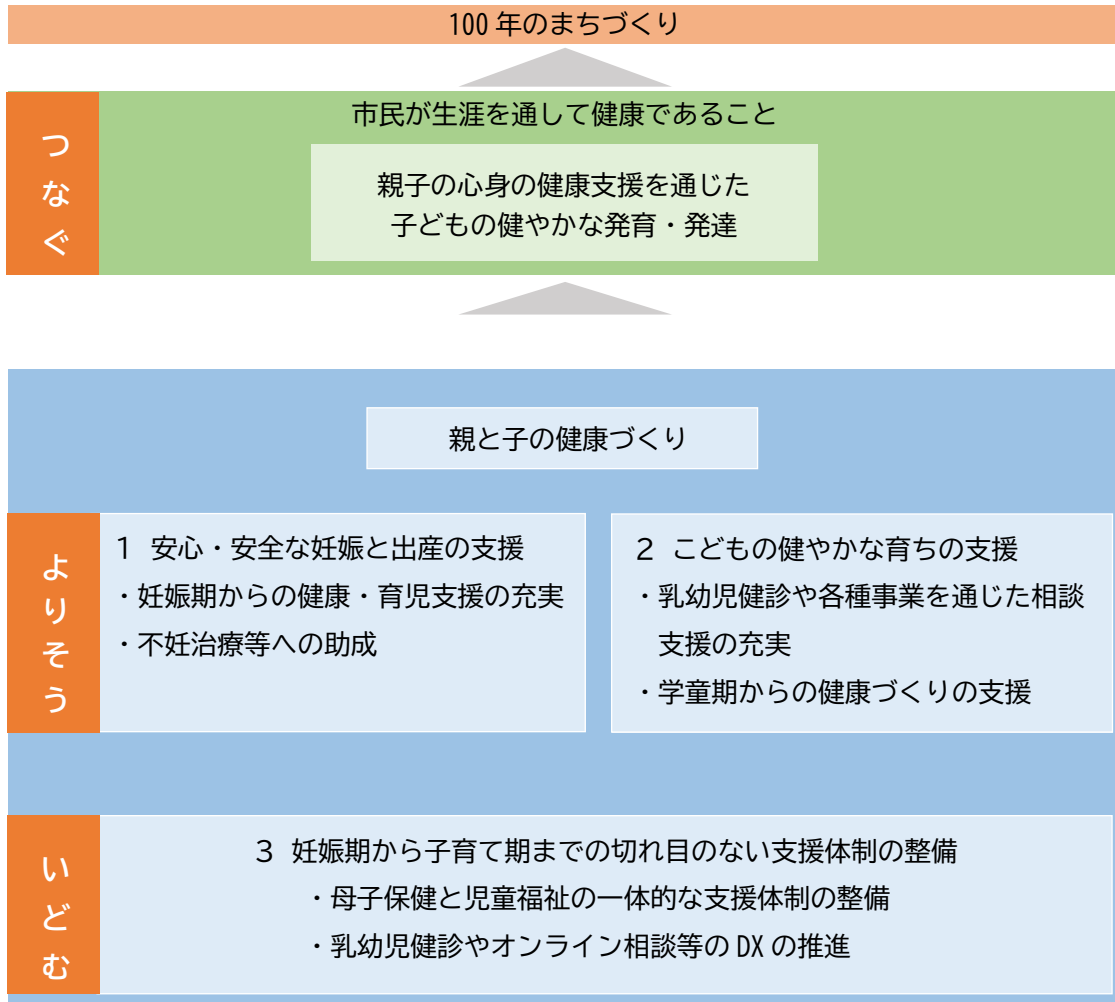 100年のまちづくり
つなぐ
市民が生涯を通して健康であること
親子の心身の健康支援を通じた
子どもの健やかな発育・発達
親と子の健康づくり
よりそう
1 安心・安全な妊娠と出産の支援
・妊娠期からの健康・育児支援の充実
・不妊治療等への助成
2 こどもの健やかな育ちの支援
・乳幼児健診や各種事業を通じた相談
支援の充実
・学童期からの健康づくりの支援
いどむ
3 妊娠期から子育て期までの切れ目のない支援体制の整備
・母子保健と児童福祉の一体的な支援体制の整備
・乳幼児健診やオンライン相談等のDXの推進